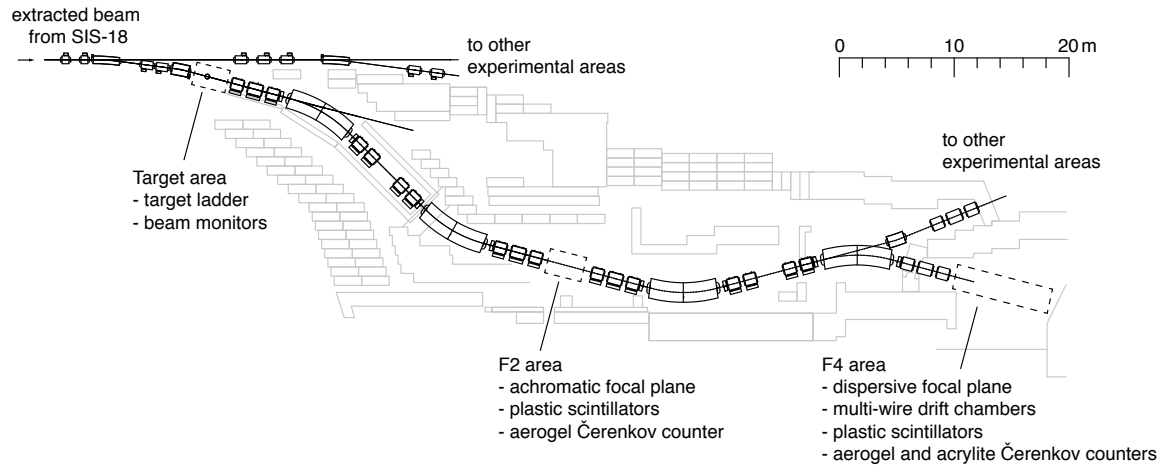 extracted beam
from SIS-18
to other
experimental areas
0 10 20 m
to other
experimental areas
Target area
- target ladder
- beam monitors
F2 area
- achromatic focal plane
- plastic scintillators
- aerogel Čerenkov counter
F4 area
- dispersive focal plane
- multi-wire drift chambers
- plastic scintillators
- aerogel and acrylite Čerenkov counters